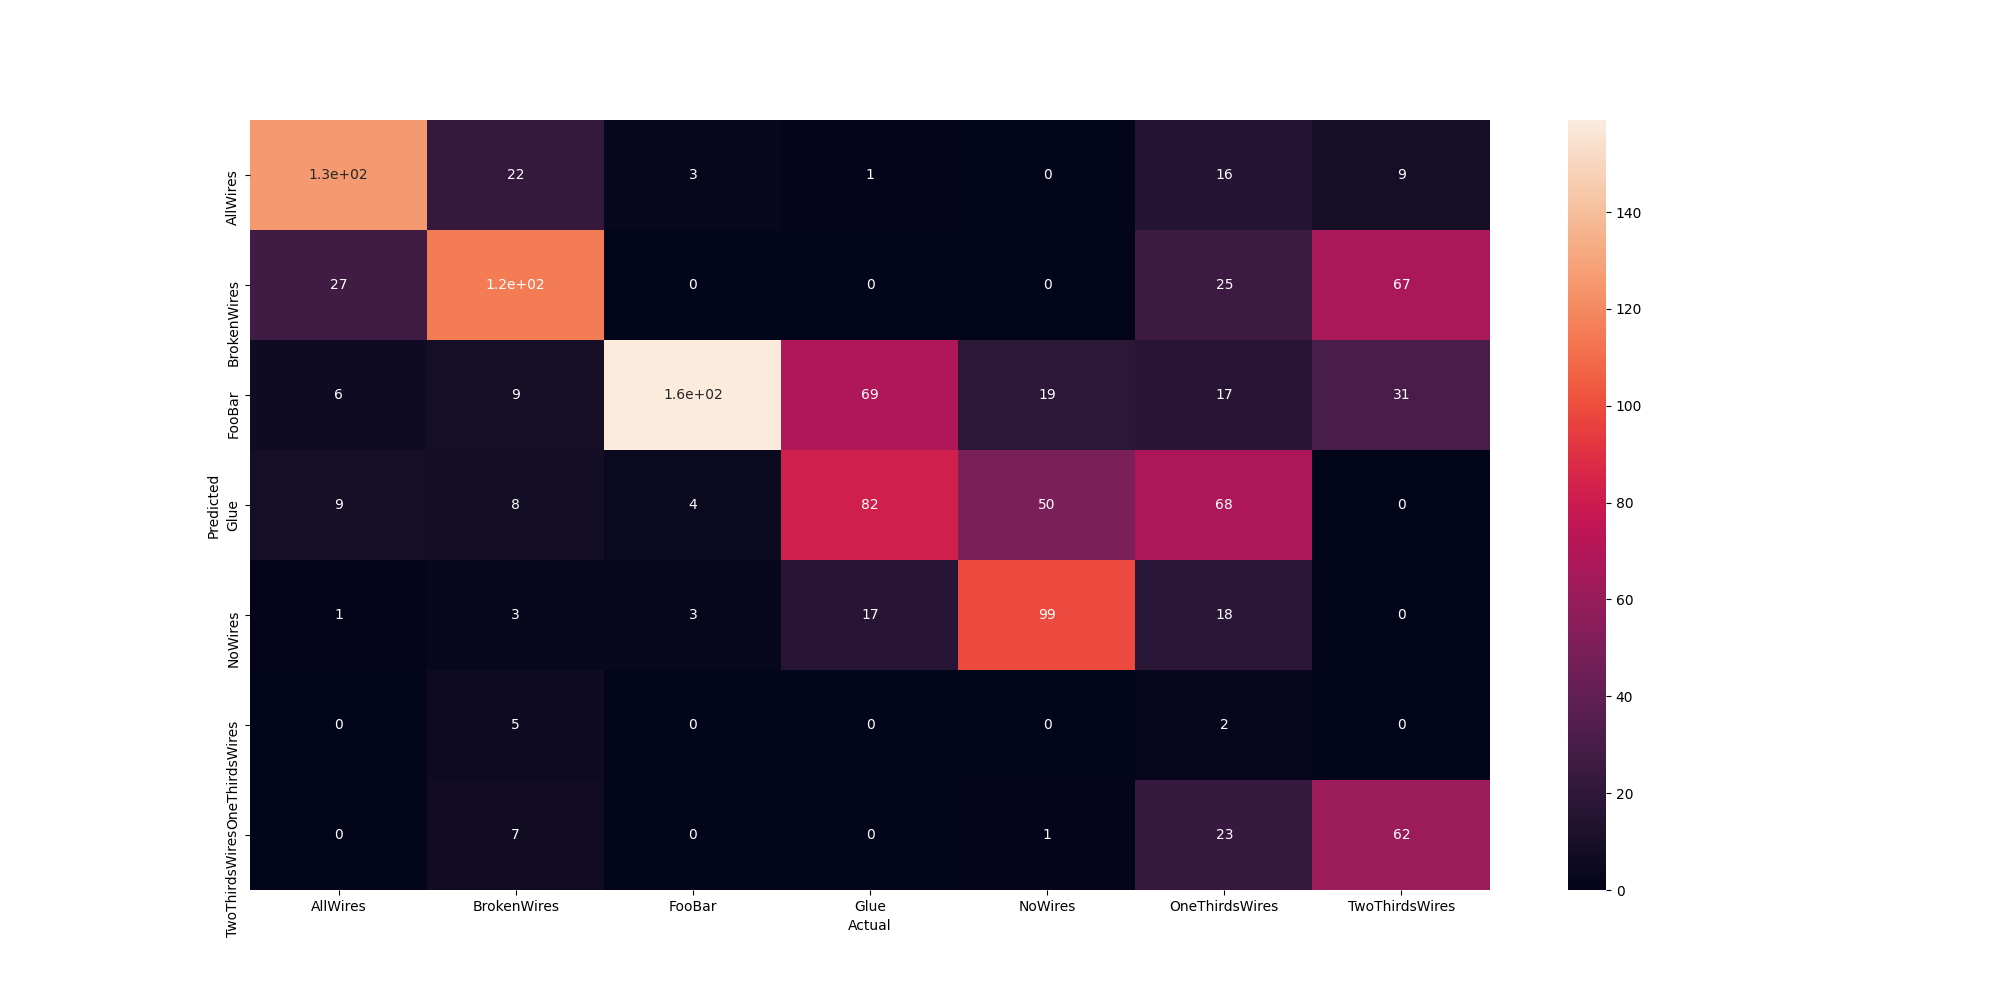 AllWires 1.3e+02 22 3 1 0 16 9
BrokenWires 27 1.2e+02 0 0 0 25 67
FooBar 6 9 1.6e+02 69 19 17 31
Glue 9 8 4 82 50 68 0
NoWires 1 3 3 17 99 18 0
OneThirdsWires 0 5 0 0 0 2 0
TwoThirdsWires 0 7 0 0 1 23 62
Predicted
AllWires BrokenWires FooBar Glue NoWires OneThirdsWires TwoThirdsWires
Actual
140
120
100
80
60
40
20
0